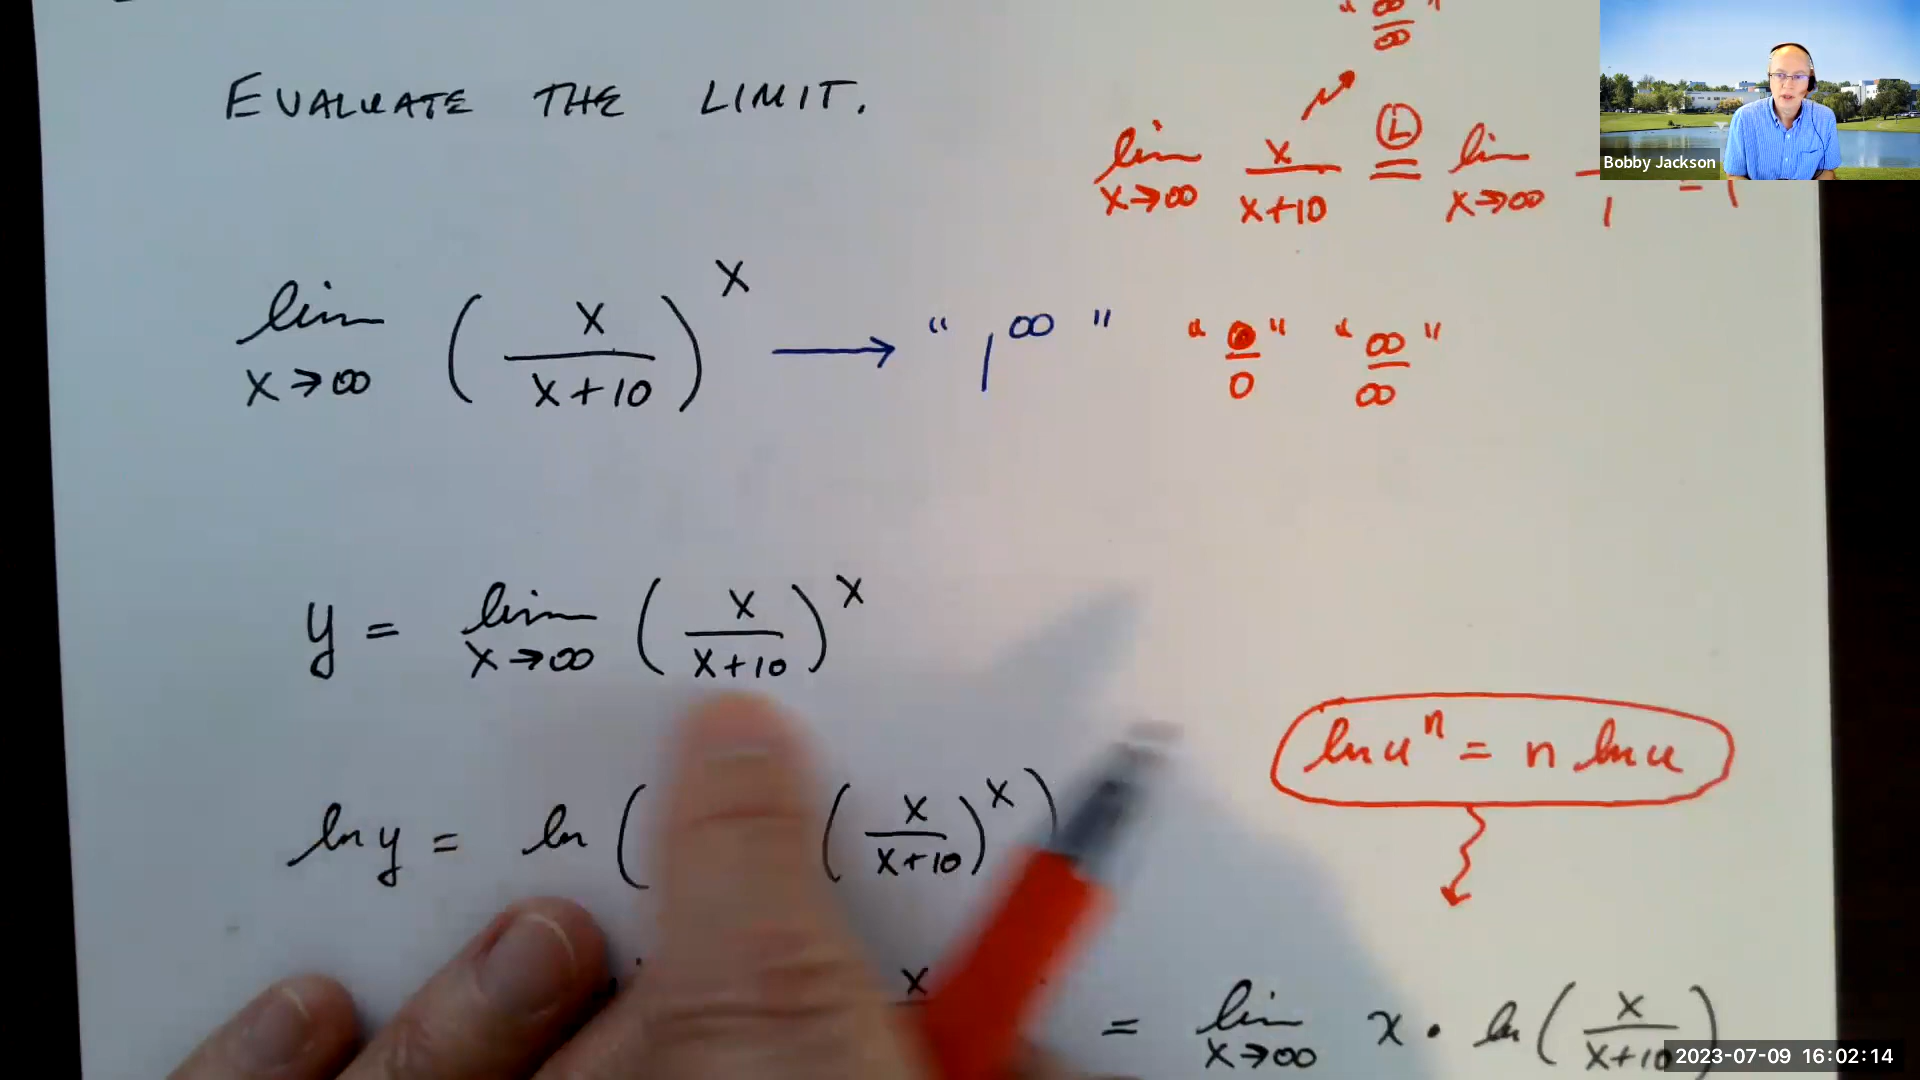 " ∞/∞ "
EVALUATE THE LIMIT.
lim x→∞ x/(x+10) =(L) lim x→∞ /1 = 1
Bobby Jackson
lim x→∞ (x/(x+10))^x → " 1^∞ " " 0/0 " " ∞/∞ "
y = lim x→∞ (x/(x+10))^x
ln u^n = n ln u
ln y = ln ( (x/(x+10))^x )
x = lim x→∞ x · ln (x/(x+10))
2023-07-09 16:02:14